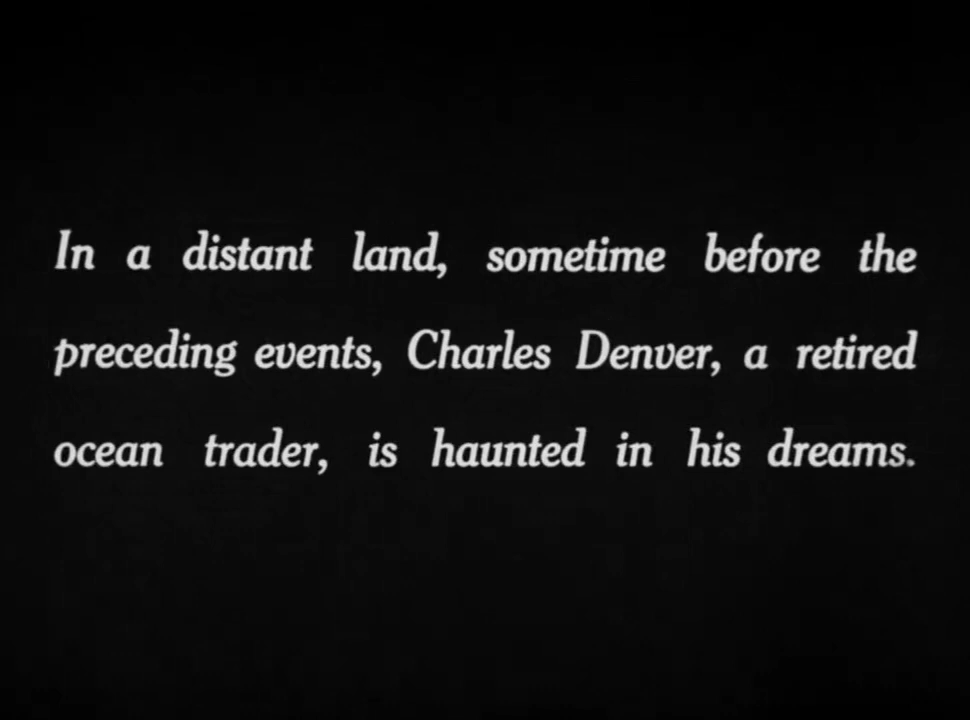 In a distant land, sometime before the
preceding events, Charles Denver, a retired
ocean trader, is haunted in his dreams.